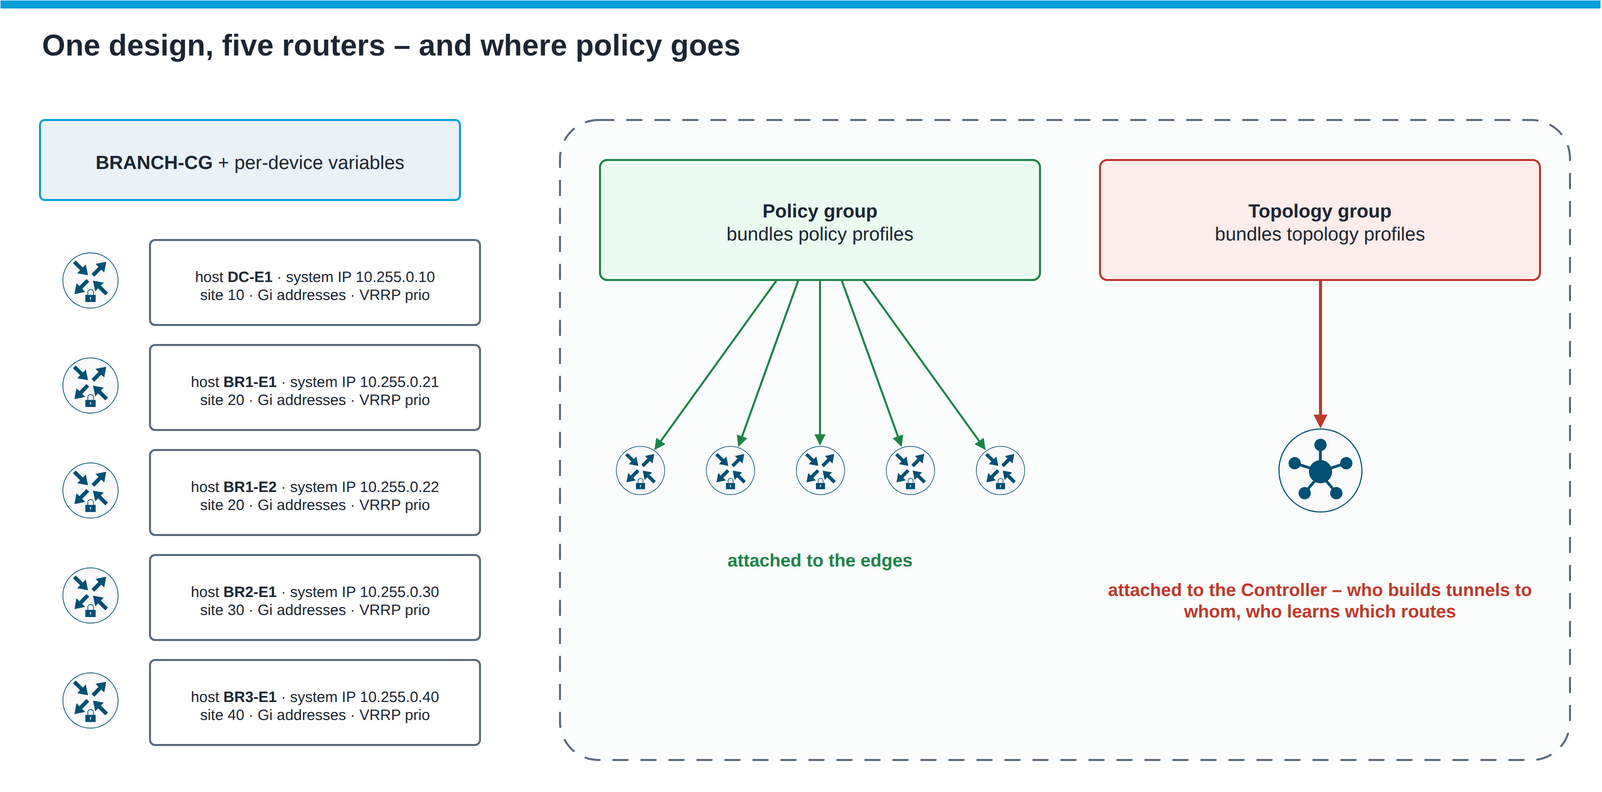 One design, five routers – and where policy goes
BRANCH-CG + per-device variables
host DC-E1 · system IP 10.255.0.10
site 10 · Gi addresses · VRRP prio
host BR1-E1 · system IP 10.255.0.21
site 20 · Gi addresses · VRRP prio
host BR1-E2 · system IP 10.255.0.22
site 20 · Gi addresses · VRRP prio
host BR2-E1 · system IP 10.255.0.30
site 30 · Gi addresses · VRRP prio
host BR3-E1 · system IP 10.255.0.40
site 40 · Gi addresses · VRRP prio
Policy group
bundles policy profiles
attached to the edges
Topology group
bundles topology profiles
attached to the Controller – who builds tunnels to
whom, who learns which routes